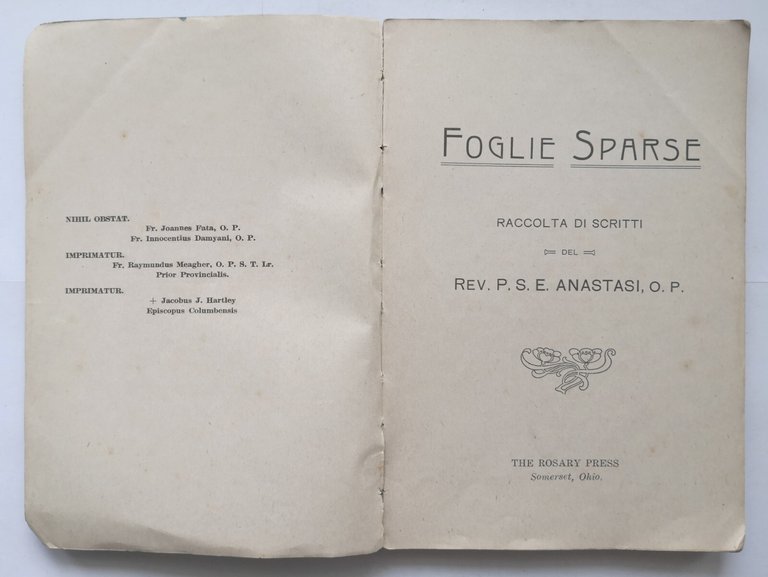 NIHIL OBSTAT.
Fr. Joannes Fata, O. P.
Fr. Innocentius Damyani, O. P.
IMPRIMATUR.
Fr. Raymundus Meagher, O. P. S. T. Lr.
Prior Provincialis.
IMPRIMATUR.
+ Jacobus J. Hartley
Episcopus Columbensis
FOGLIE SPARSE
RACCOLTA DI SCRITTI
DEL
REV. P. S. E. ANASTASI, O. P.
THE ROSARY PRESS
Somerset, Ohio.